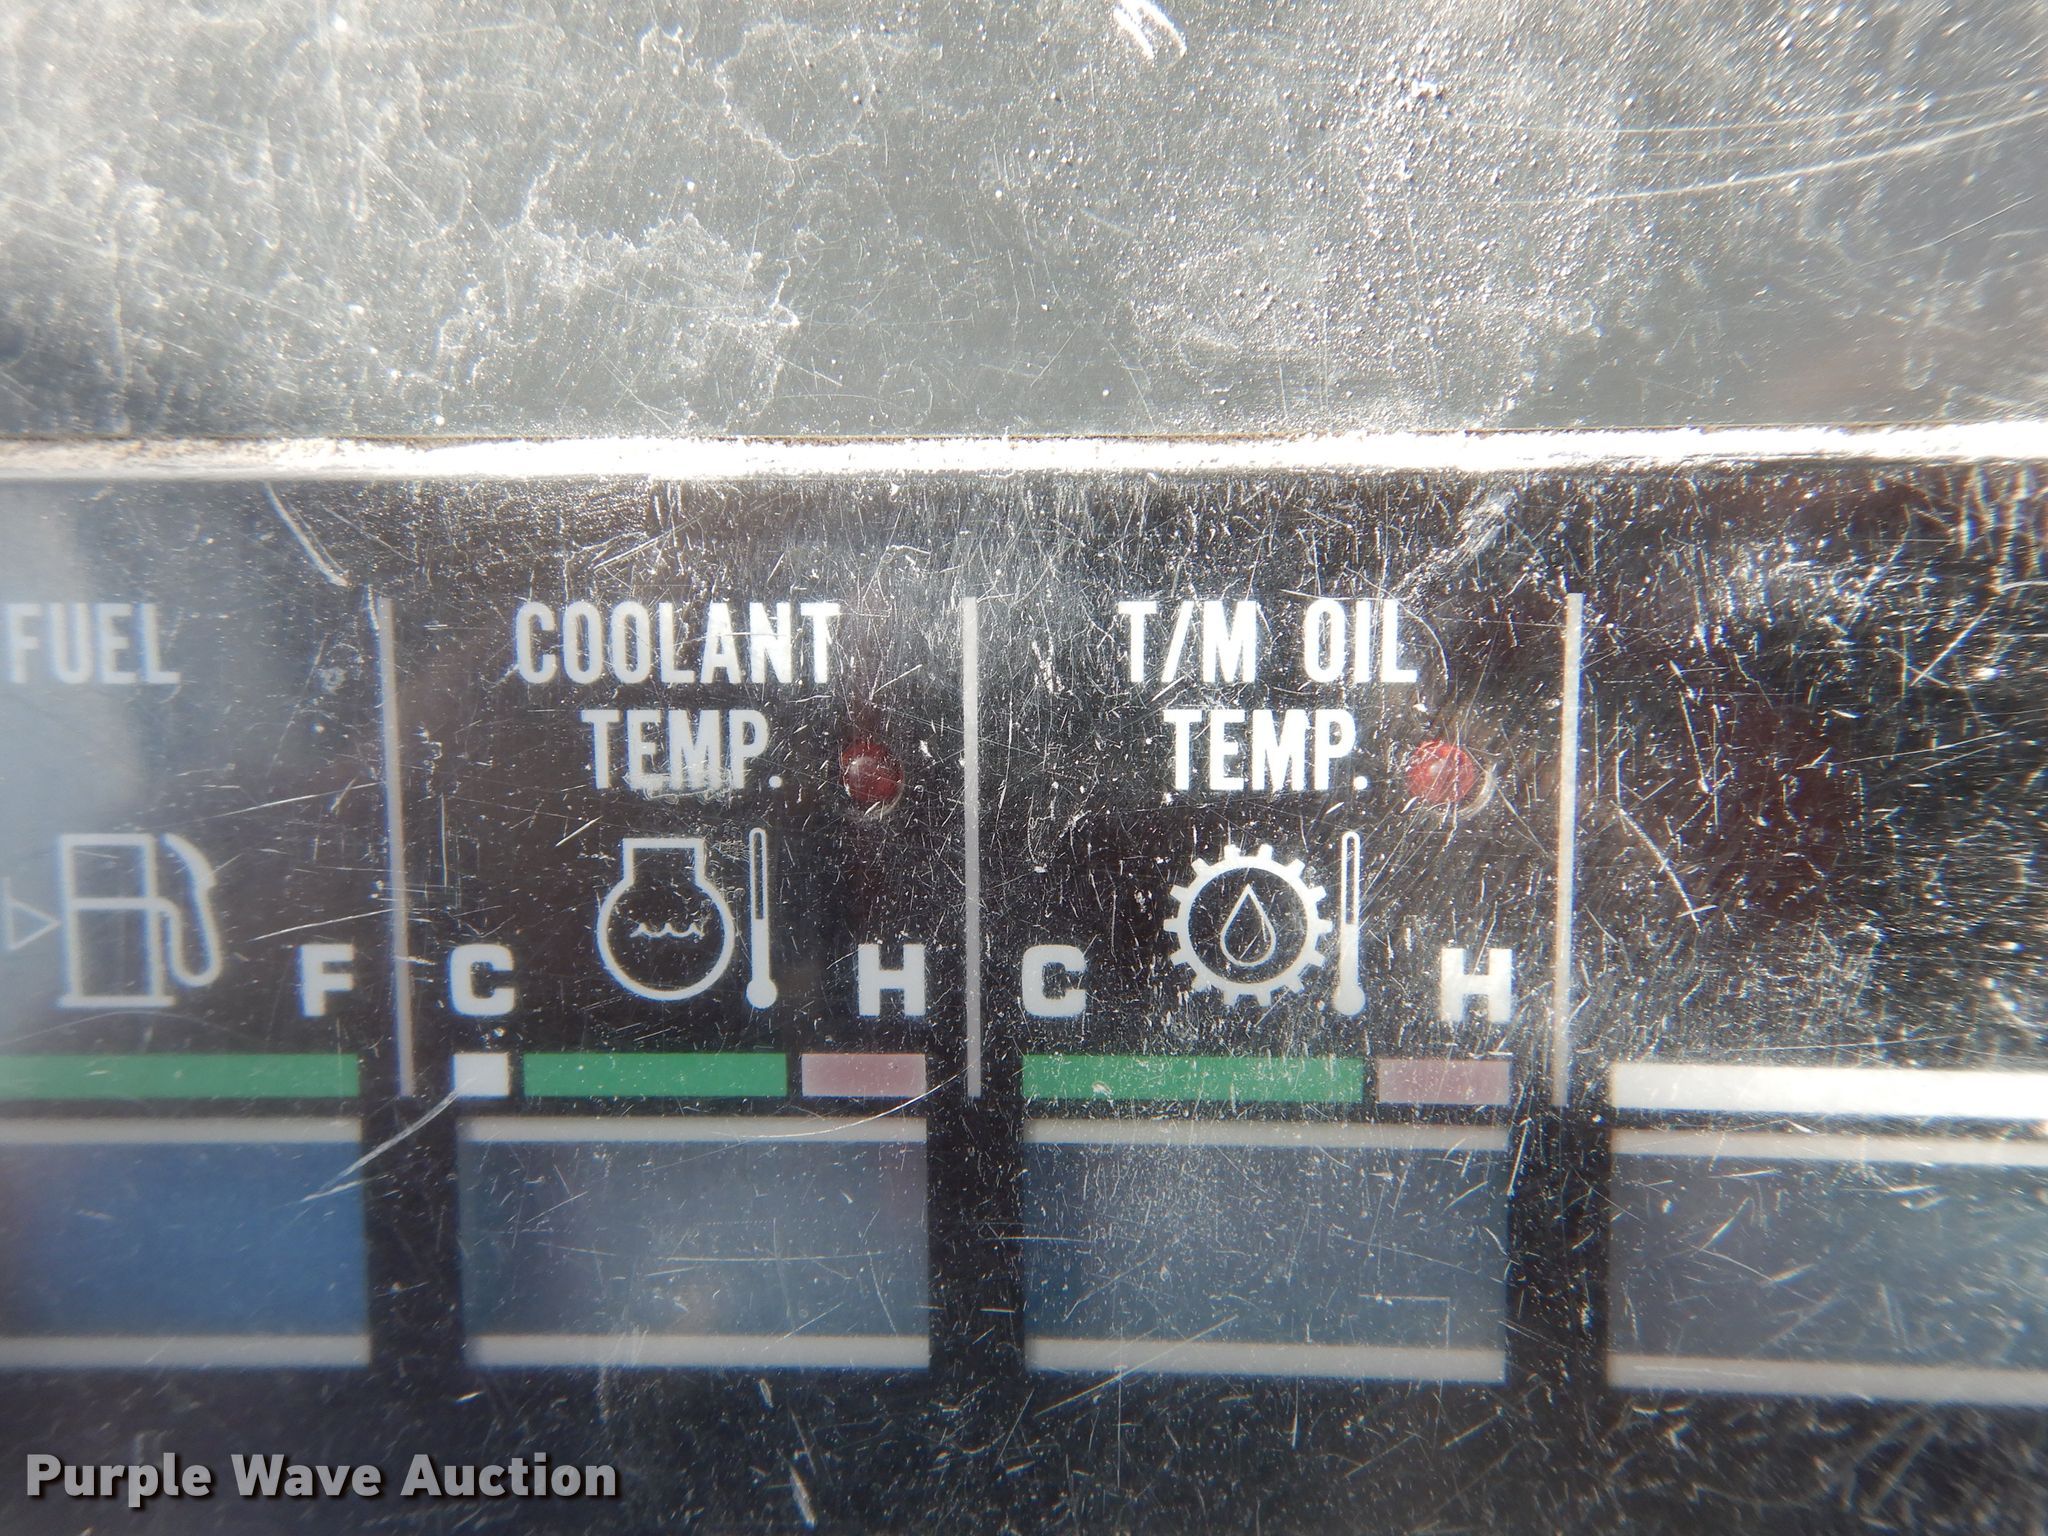 FUEL
COOLANT
TEMP.
T/M OIL
TEMP.
F
C
H
C
H
Purple Wave Auction